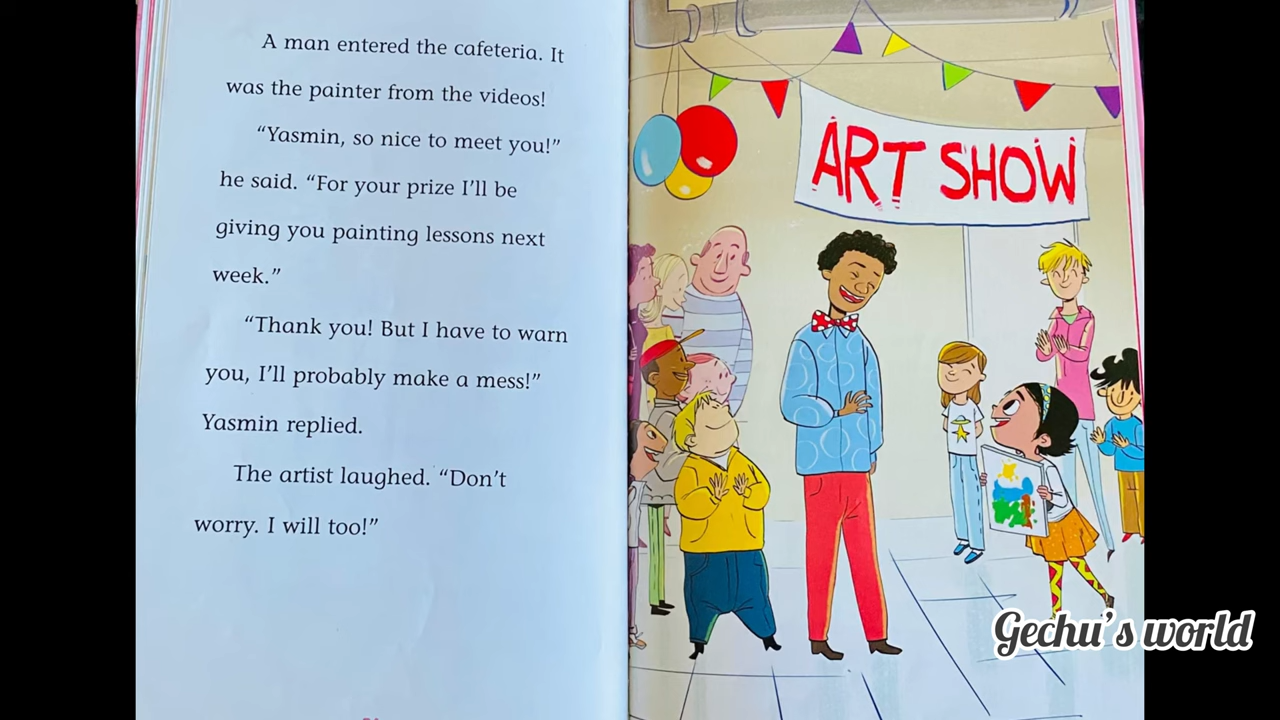 A man entered the cafeteria. It
was the painter from the videos!
“Yasmin, so nice to meet you!”
he said. “For your prize I’ll be
giving you painting lessons next
week.”
“Thank you! But I have to warn
you, I’ll probably make a mess!”
Yasmin replied.
The artist laughed. “Don’t
worry. I will too!”
ART SHOW
Gechu’s world